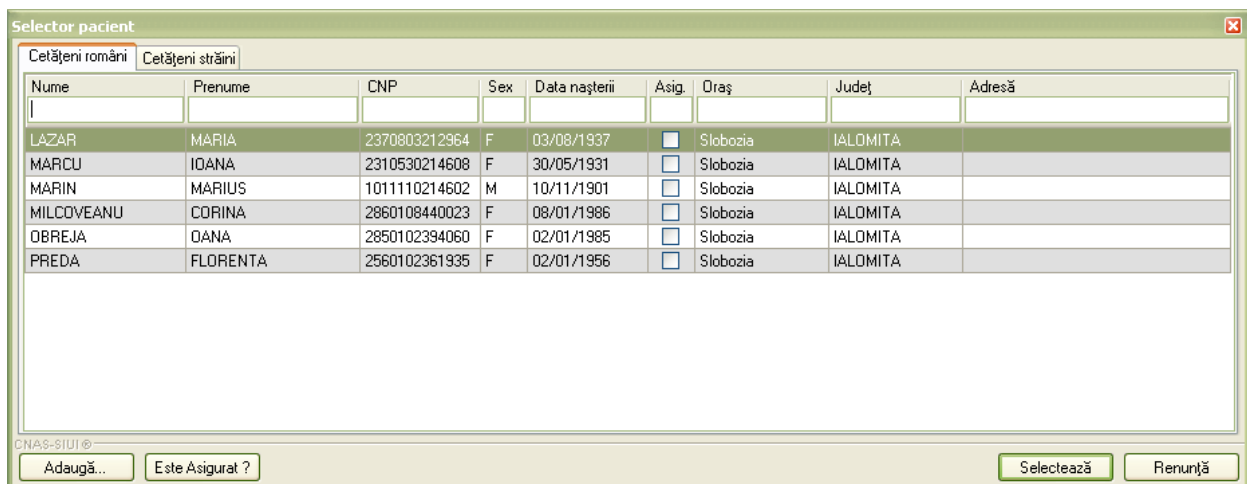 Selector pacient
Cetăţeni români Cetăţeni străini
Nume Prenume CNP Sex Data naşterii Asig. Oraş Judeţ Adresă
LAZAR MARIA 2370803212964 F 03/08/1937 Slobozia IALOMITA
MARCU IOANA 2310530214608 F 30/05/1931 Slobozia IALOMITA
MARIN MARIUS 1011110214602 M 10/11/1901 Slobozia IALOMITA
MILCOVEANU CORINA 2860108440023 F 08/01/1986 Slobozia IALOMITA
OBREJA OANA 2850102394060 F 02/01/1985 Slobozia IALOMITA
PREDA FLORENTA 2560102361935 F 02/01/1956 Slobozia IALOMITA
CNAS-SIUI ®
Adaugă... Este Asigurat ? Selectează Renunţă